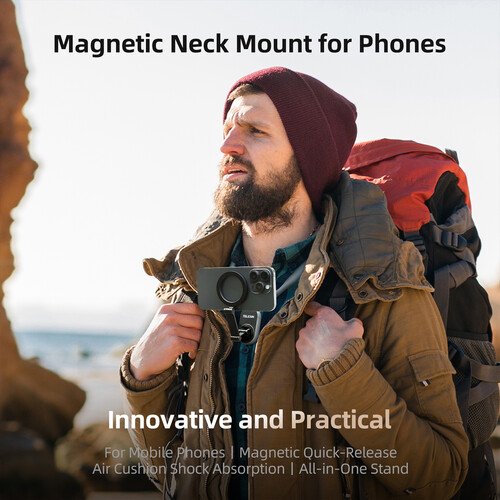 Magnetic Neck Mount for Phones
TELESIN
Innovative and Practical
For Mobile Phones | Magnetic Quick-Release
Air Cushion Shock Absorption | All-in-One Stand